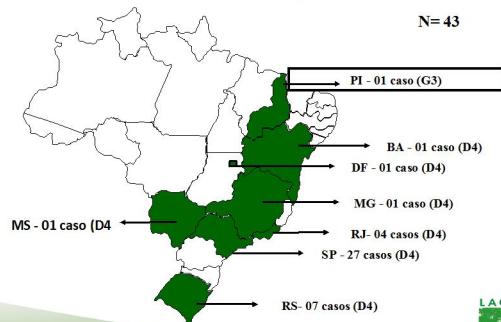 N= 43
PI - 01 caso (G3)
BA - 01 caso (D4)
DF - 01 caso (D4)
MG - 01 caso (D4)
MS - 01 caso (D4
RJ- 04 casos (D4)
SP - 27 casos (D4)
RS- 07 casos (D4)